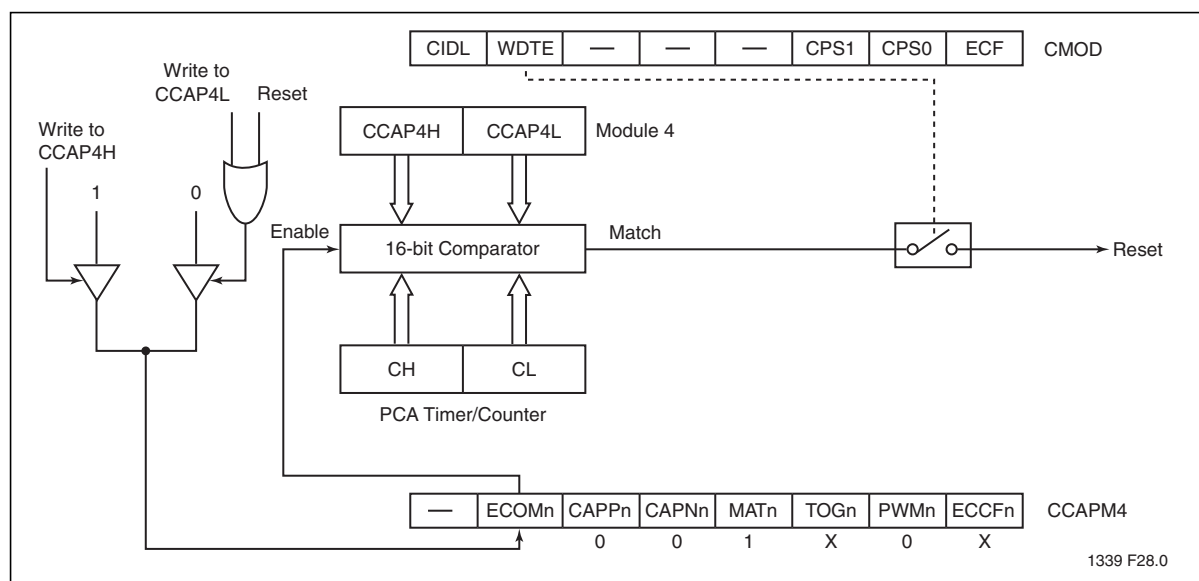 CIDL WDTE — — — CPS1 CPS0 ECF CMOD
Write to
CCAP4L
Reset
Write to
CCAP4H
CCAP4H CCAP4L Module 4
1 0
Enable
16-bit Comparator
Match
Reset
CH CL
PCA Timer/Counter
— ECOMn CAPPn CAPNn MATn TOGn PWMn ECCFn CCAPM4
0 0 1 X 0 X
1339 F28.0